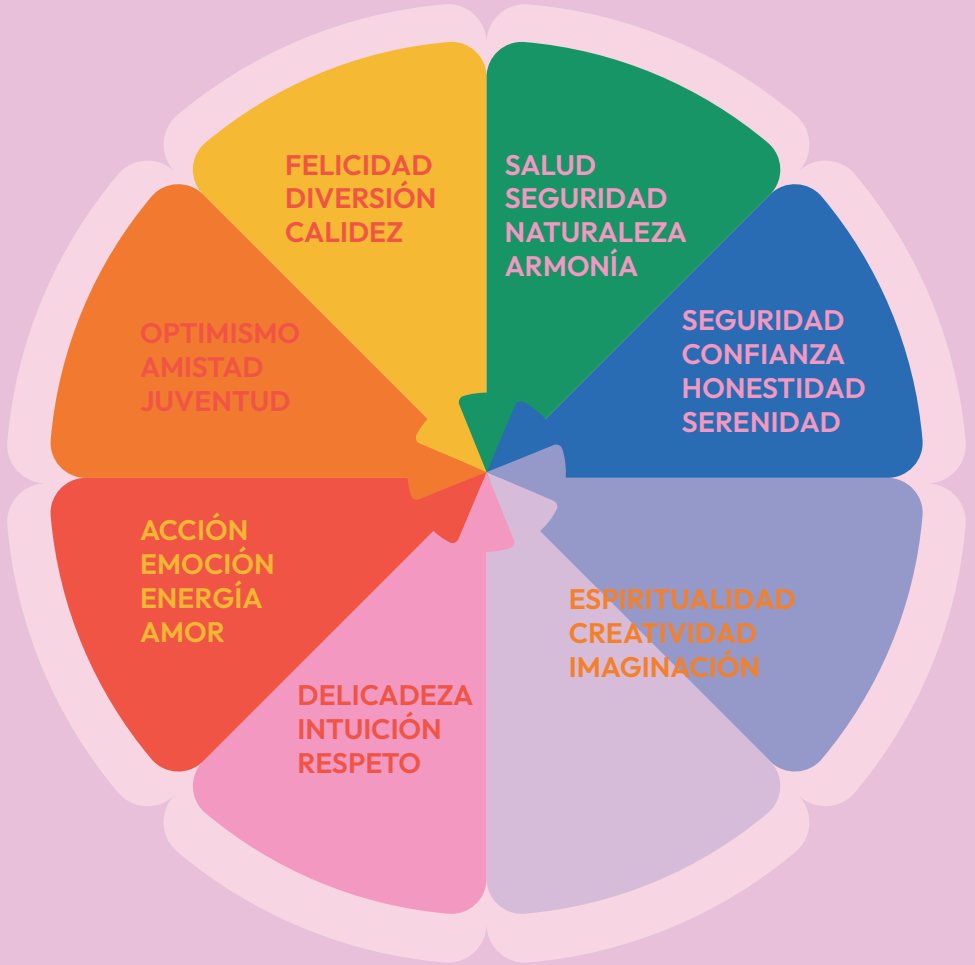 FELICIDAD
DIVERSIÓN
CALIDEZ
SALUD
SEGURIDAD
NATURALEZA
ARMONÍA
OPTIMISMO
AMISTAD
JUVENTUD
SEGURIDAD
CONFIANZA
HONESTIDAD
SERENIDAD
ACCIÓN
EMOCIÓN
ENERGÍA
AMOR
ESPIRITUALIDAD
CREATIVIDAD
IMAGINACIÓN
DELICADEZA
INTUICIÓN
RESPETO